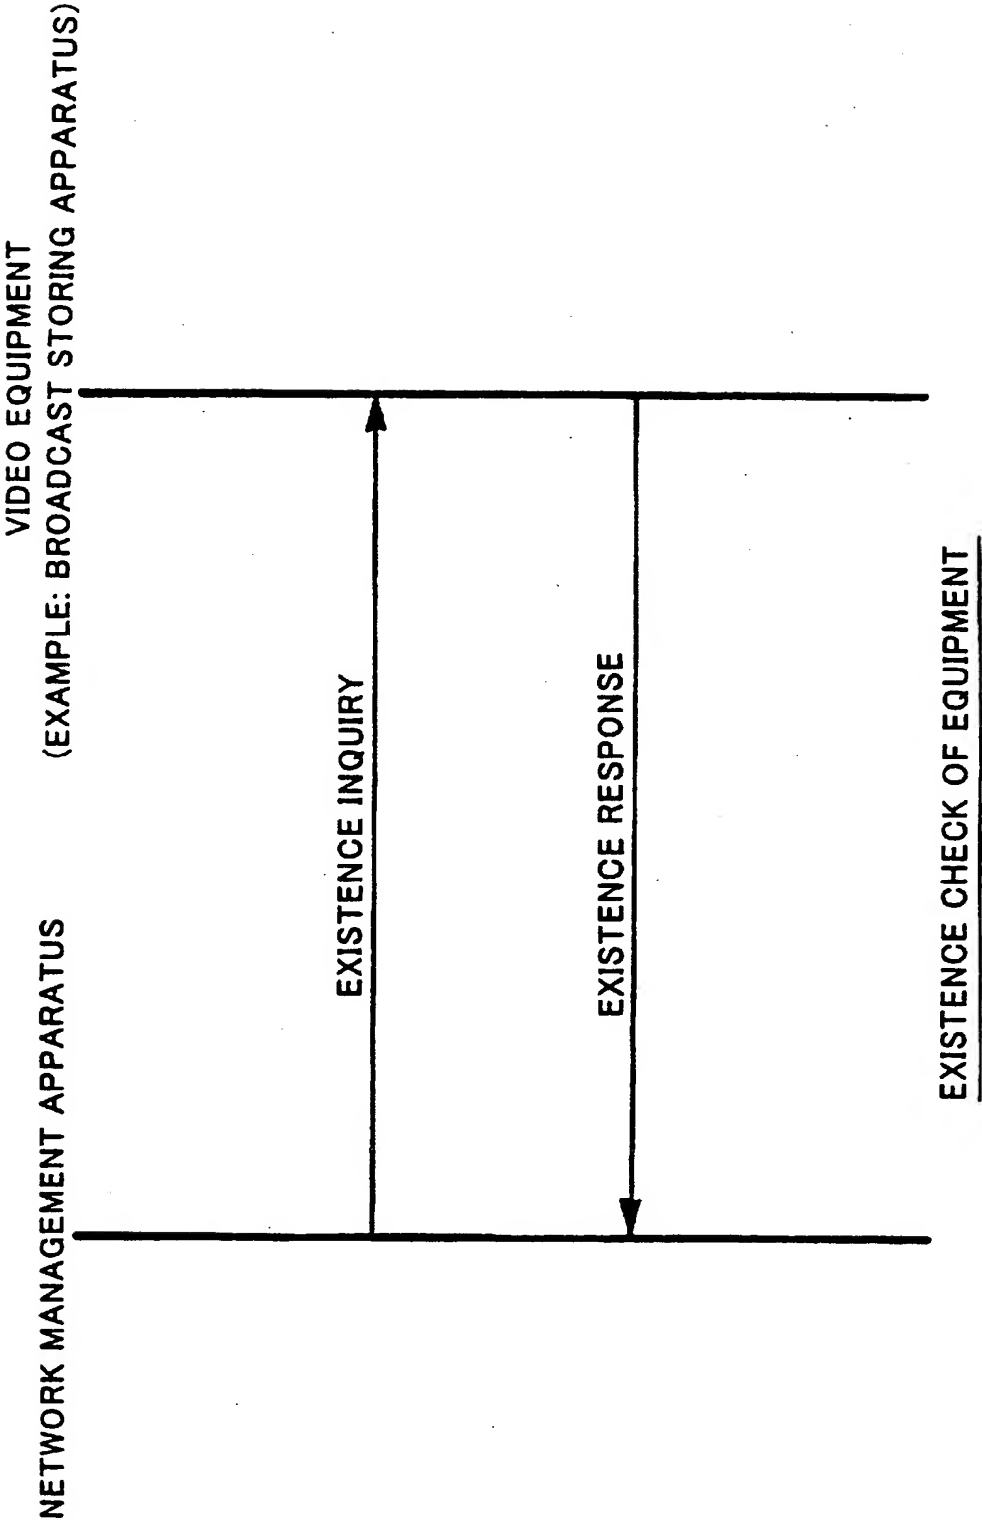 VIDEO EQUIPMENT
NETWORK MANAGEMENT APPARATUS
(EXAMPLE: BROADCAST STORING APPARATUS)
EXISTENCE INQUIRY
EXISTENCE RESPONSE
EXISTENCE CHECK OF EQUIPMENT